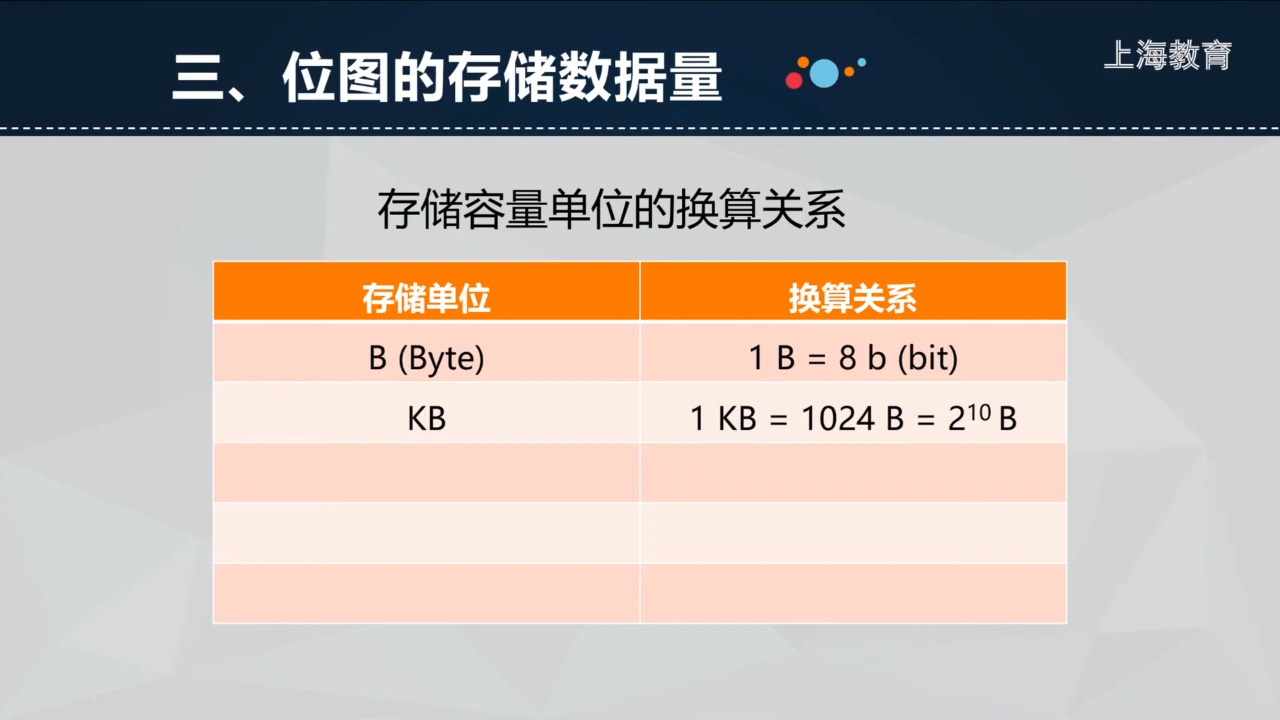 三、位图的存储数据量
上海教育
存储容量单位的换算关系
存储单位 换算关系
B (Byte) 1 B = 8 b (bit)
KB 1 KB = 1024 B = 2¹⁰ B